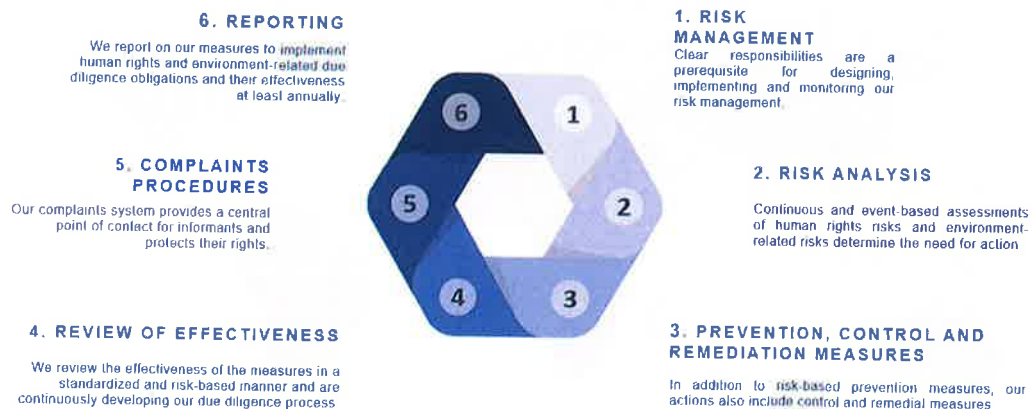 1. RISK
MANAGEMENT
Clear responsibilities are a
prerequisite for designing,
implementing and monitoring our
risk management.
2. RISK ANALYSIS
Continuous and event-based assessments
of human rights risks and environment-
related risks determine the need for action
3. PREVENTION, CONTROL AND
REMEDIATION MEASURES
In addition to risk-based prevention measures, our
actions also include control and remedial measures
4. REVIEW OF EFFECTIVENESS
We review the effectiveness of the measures in a
standardized and risk-based manner and are
continuously developing our due diligence process
5. COMPLAINTS
PROCEDURES
Our complaints system provides a central
point of contact for informants and
protects their rights.
6. REPORTING
We report on our measures to implement
human rights and environment-related due
diligence obligations and their effectiveness
at least annually.
1
2
3
4
5
6